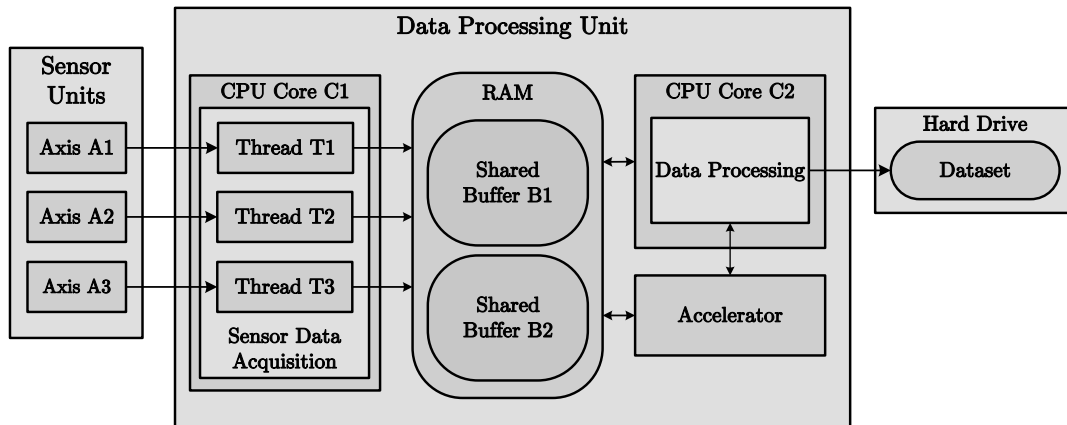 Data Processing Unit
Sensor
Units
Axis A1
Axis A2
Axis A3
CPU Core C1
Thread T1
Thread T2
Thread T3
Sensor Data
Acquisition
RAM
Shared
Buffer B1
Shared
Buffer B2
CPU Core C2
Data Processing
Accelerator
Hard Drive
Dataset